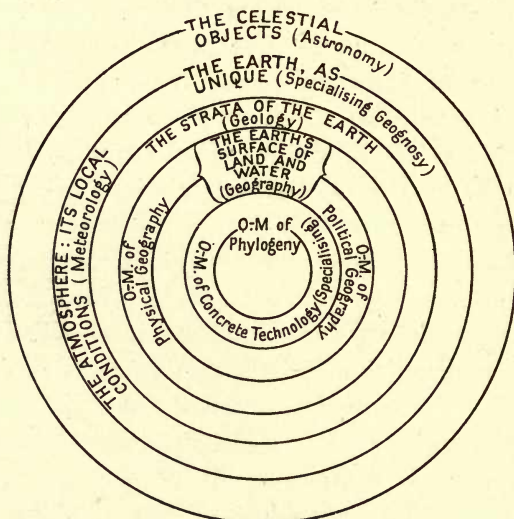 THE CELESTIAL
OBJECTS (Astronomy)
THE EARTH, AS
UNIQUE (Specialising Geognosy)
THE STRATA OF THE EARTH
(Geology)
THE EARTH'S
SURFACE OF
LAND AND
WATER
(Geography)
THE ATMOSPHERE: ITS LOCAL
CONDITIONS (Meteorology)
O-M. of
Physical Geography
O-M. of
Political Geography
O-M. of Concrete Technology (Specialising)
O-M of
Phylogeny